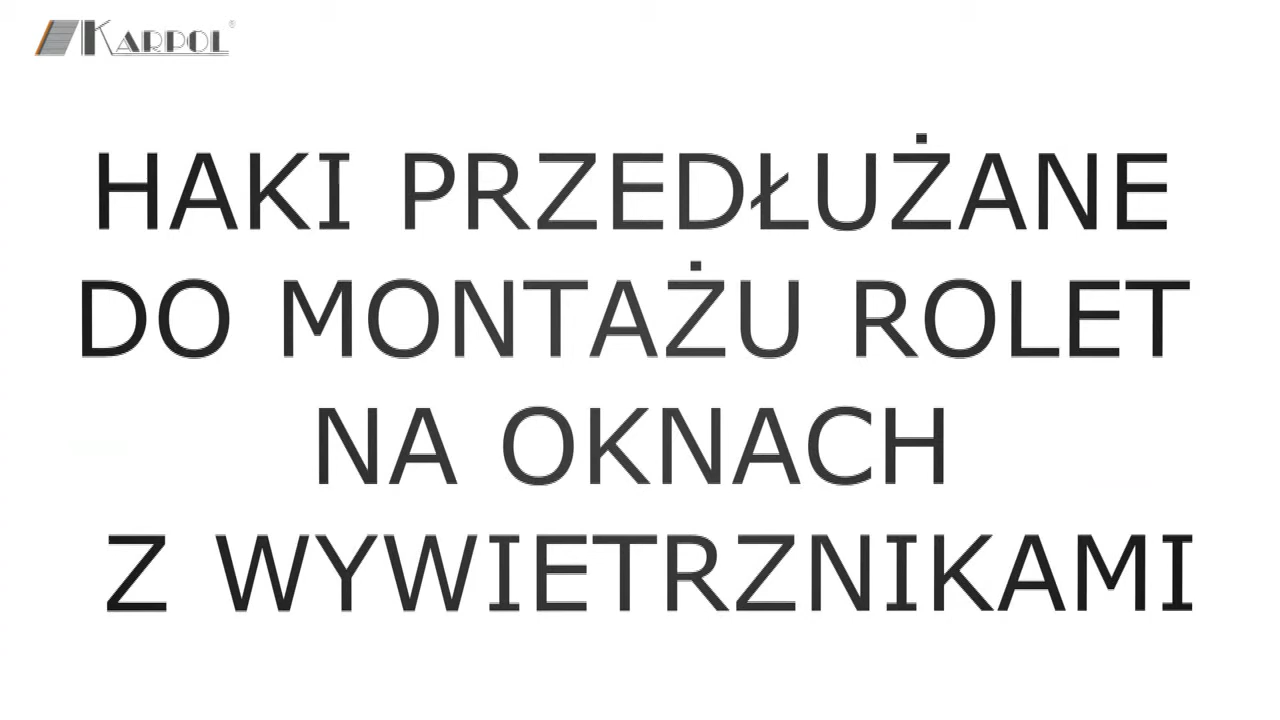 KARPOL®
HAKI PRZEDŁUŻANE
DO MONTAŻU ROLET
NA OKNACH
Z WYWIETRZNIKAMI